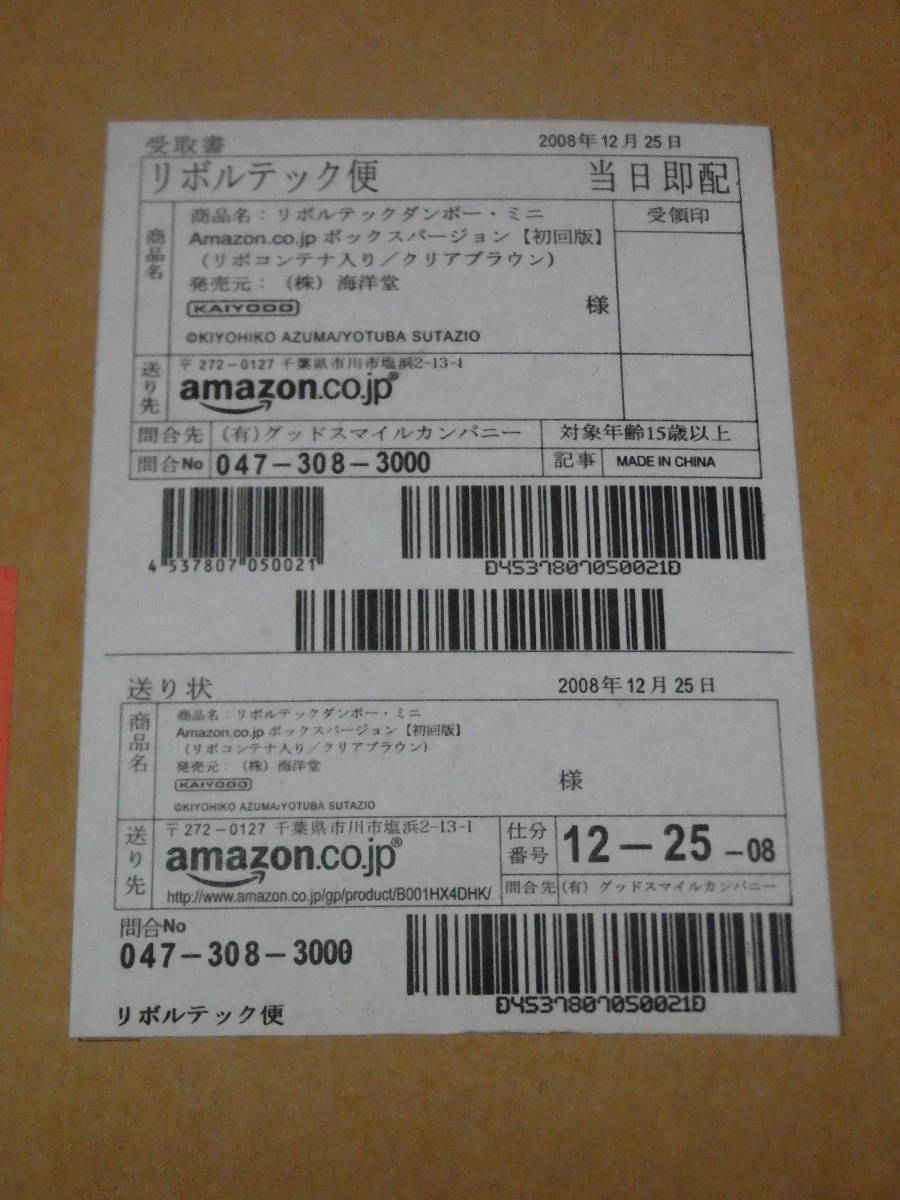 受取書 2008年12月25日
リボルテック便 当日即配
商品名 商品名：リボルテックダンボー・ミニ 受領印
Amazon.co.jp ボックスバージョン【初回版】
（リボコンテナ入り／クリアブラウン）
発売元：（株）海洋堂
KAIYODO 様
©KIYOHIKO AZUMA/YOTUBA SUTAZIO
送り先 〒272-0127 千葉県市川市塩浜2-13-1
amazon.co.jp®
問合先 （有）グッドスマイルカンパニー 対象年齢15歳以上
問合No 047-308-3000 記事 MADE IN CHINA
4 537807 050021 D4537807050021D
送り状 2008年12月25日
商品名 商品名：リボルテックダンボー・ミニ
Amazon.co.jp ボックスバージョン【初回版】
（リボコンテナ入り／クリアブラウン）
発売元：（株）海洋堂
KAIYODO 様
©KIYOHIKO AZUMA/YOTUBA SUTAZIO
送り先 〒272-0127 千葉県市川市塩浜2-13-1
amazon.co.jp® 仕分番号 12-25-08
http://www.amazon.co.jp/gp/product/B001HX4DHK/ 問合先 （有）グッドスマイルカンパニー
問合No
047-308-3000
D4537807050021D
リボルテック便